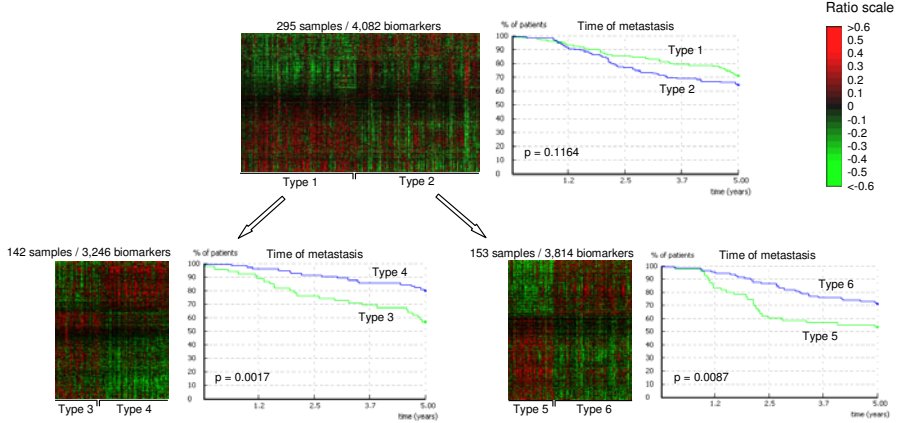 Ratio scale
295 samples / 4,082 biomarkers
% of patients
Time of metastasis
>0.6
0.5
0.4
0.3
0.2
0.1
0
-0.1
-0.2
-0.3
-0.4
-0.5
<-0.6
100
90
80
70
60
50
40
30
20
10
0
Type 1
Type 2
p = 0.1164
1.2
2.5
3.7
5.00
time (years)
Type 1
Type 2
142 samples / 3,246 biomarkers
% of patients
Time of metastasis
100
90
80
70
60
50
40
30
20
10
0
Type 4
Type 3
p = 0.0017
1.2
2.5
3.7
5.00
time (years)
Type 3
Type 4
153 samples / 3,814 biomarkers
% of patients
Time of metastasis
100
90
80
70
60
50
40
30
20
10
0
Type 6
Type 5
p = 0.0087
1.2
2.5
3.7
5.00
time (years)
Type 5
Type 6